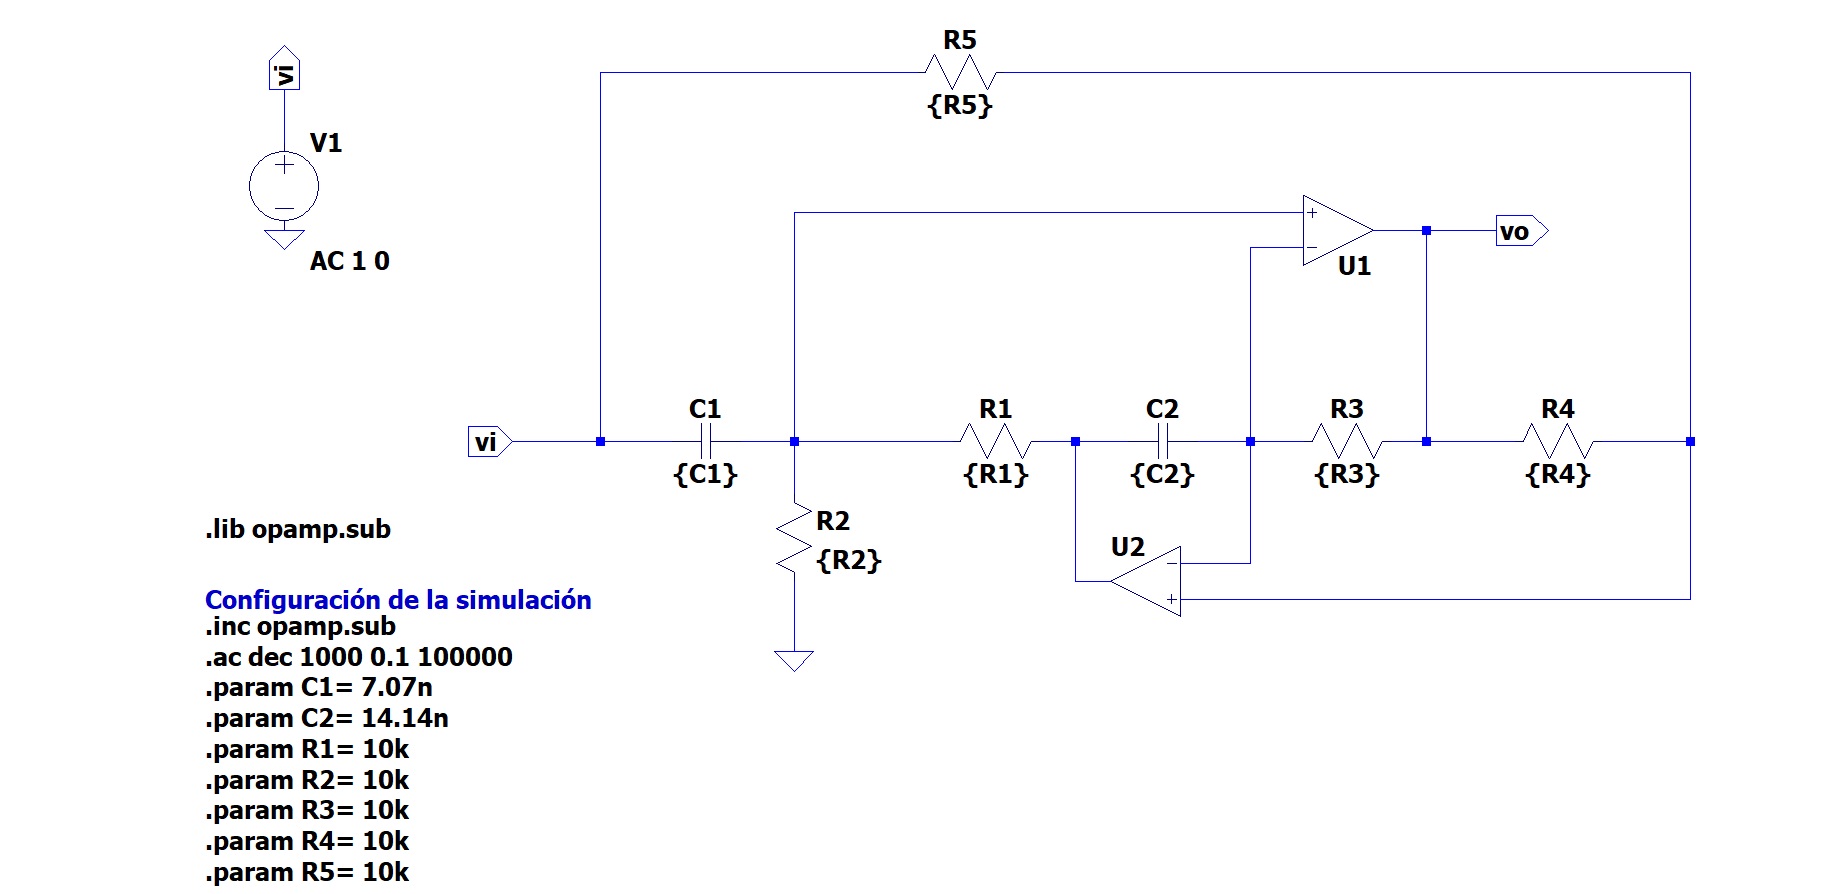 R5
{R5}
vi
V1
+
−
AC 1 0
+
−
U1
vo
vi
C1
{C1}
R1
{R1}
C2
{C2}
R3
{R3}
R4
{R4}
R2
{R2}
U2
−
+
.lib opamp.sub
Configuración de la simulación
.inc opamp.sub
.ac dec 1000 0.1 100000
.param C1= 7.07n
.param C2= 14.14n
.param R1= 10k
.param R2= 10k
.param R3= 10k
.param R4= 10k
.param R5= 10k